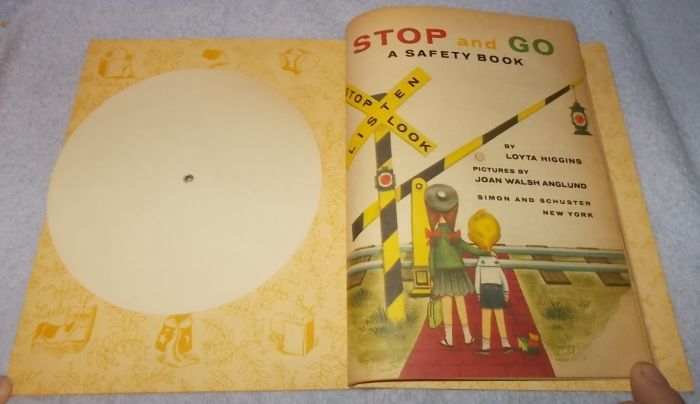 STOP and GO
A SAFETY BOOK
STOP LOOK
LISTEN
BY
LOYTA HIGGINS
PICTURES BY
JOAN WALSH ANGLUND
SIMON AND SCHUSTER
NEW YORK